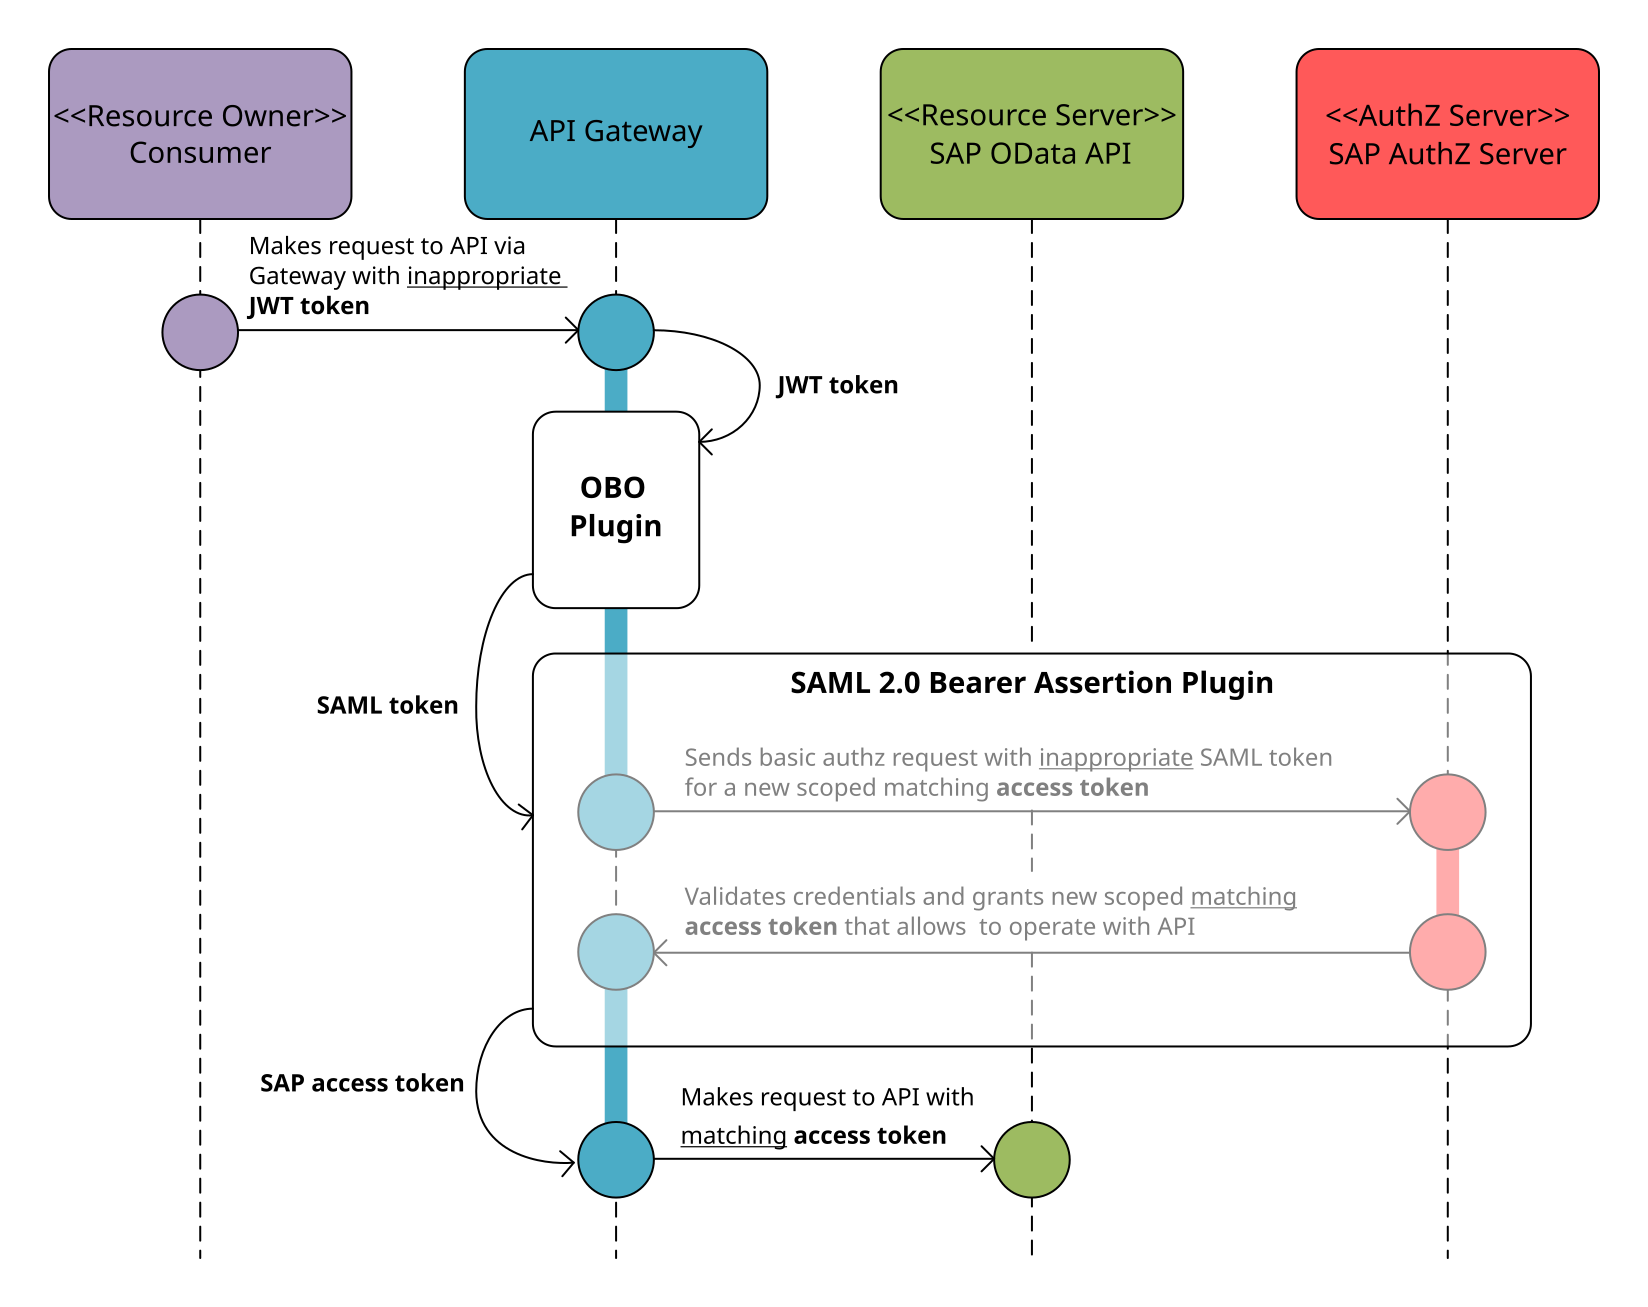 <<Resource Owner>>
Consumer
API Gateway
<<Resource Server>>
SAP OData API
<<AuthZ Server>>
SAP AuthZ Server
Makes request to API via
Gateway with inappropriate
JWT token
JWT token
OBO
Plugin
SAML token
SAML 2.0 Bearer Assertion Plugin
Sends basic authz request with inappropriate SAML token
for a new scoped matching access token
Validates credentials and grants new scoped matching
access token that allows  to operate with API
SAP access token
Makes request to API with
matching access token